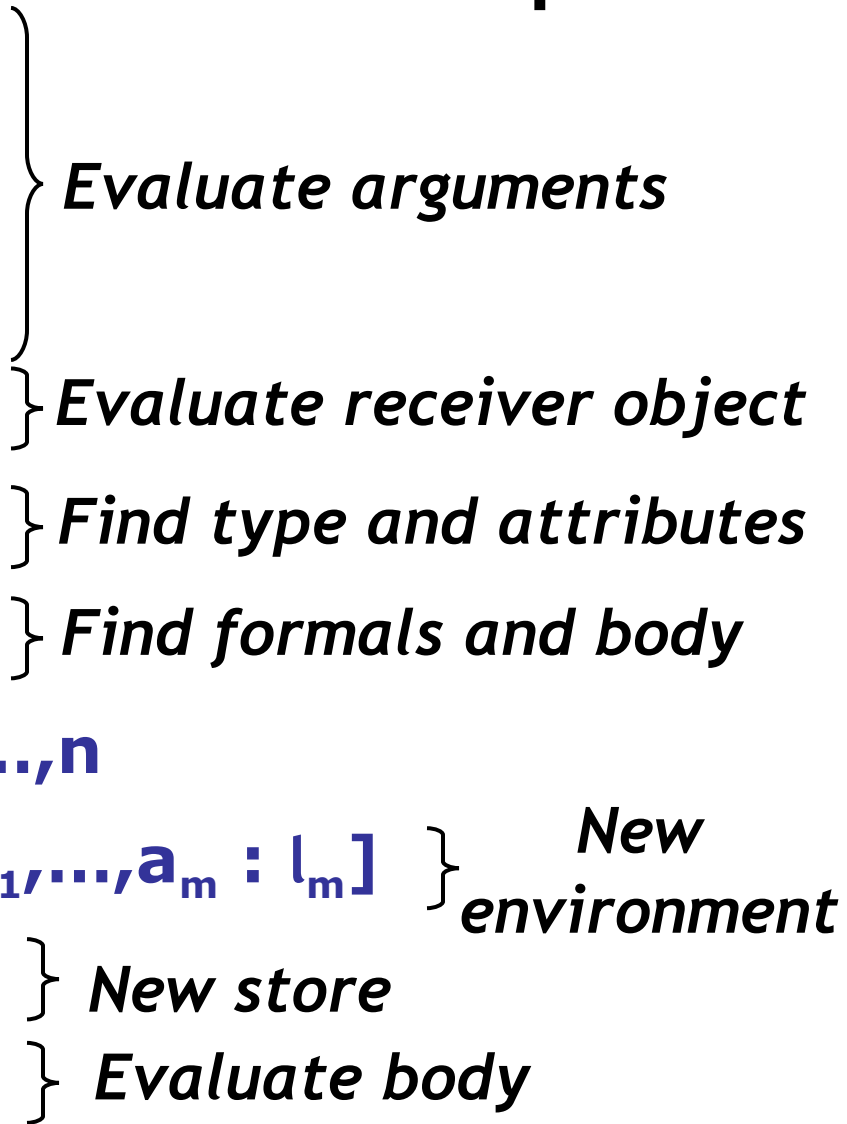 Evaluate arguments
Evaluate receiver object
Find type and attributes
Find formals and body
..,n
1,...,am : lm]
New
environment
New store
Evaluate body